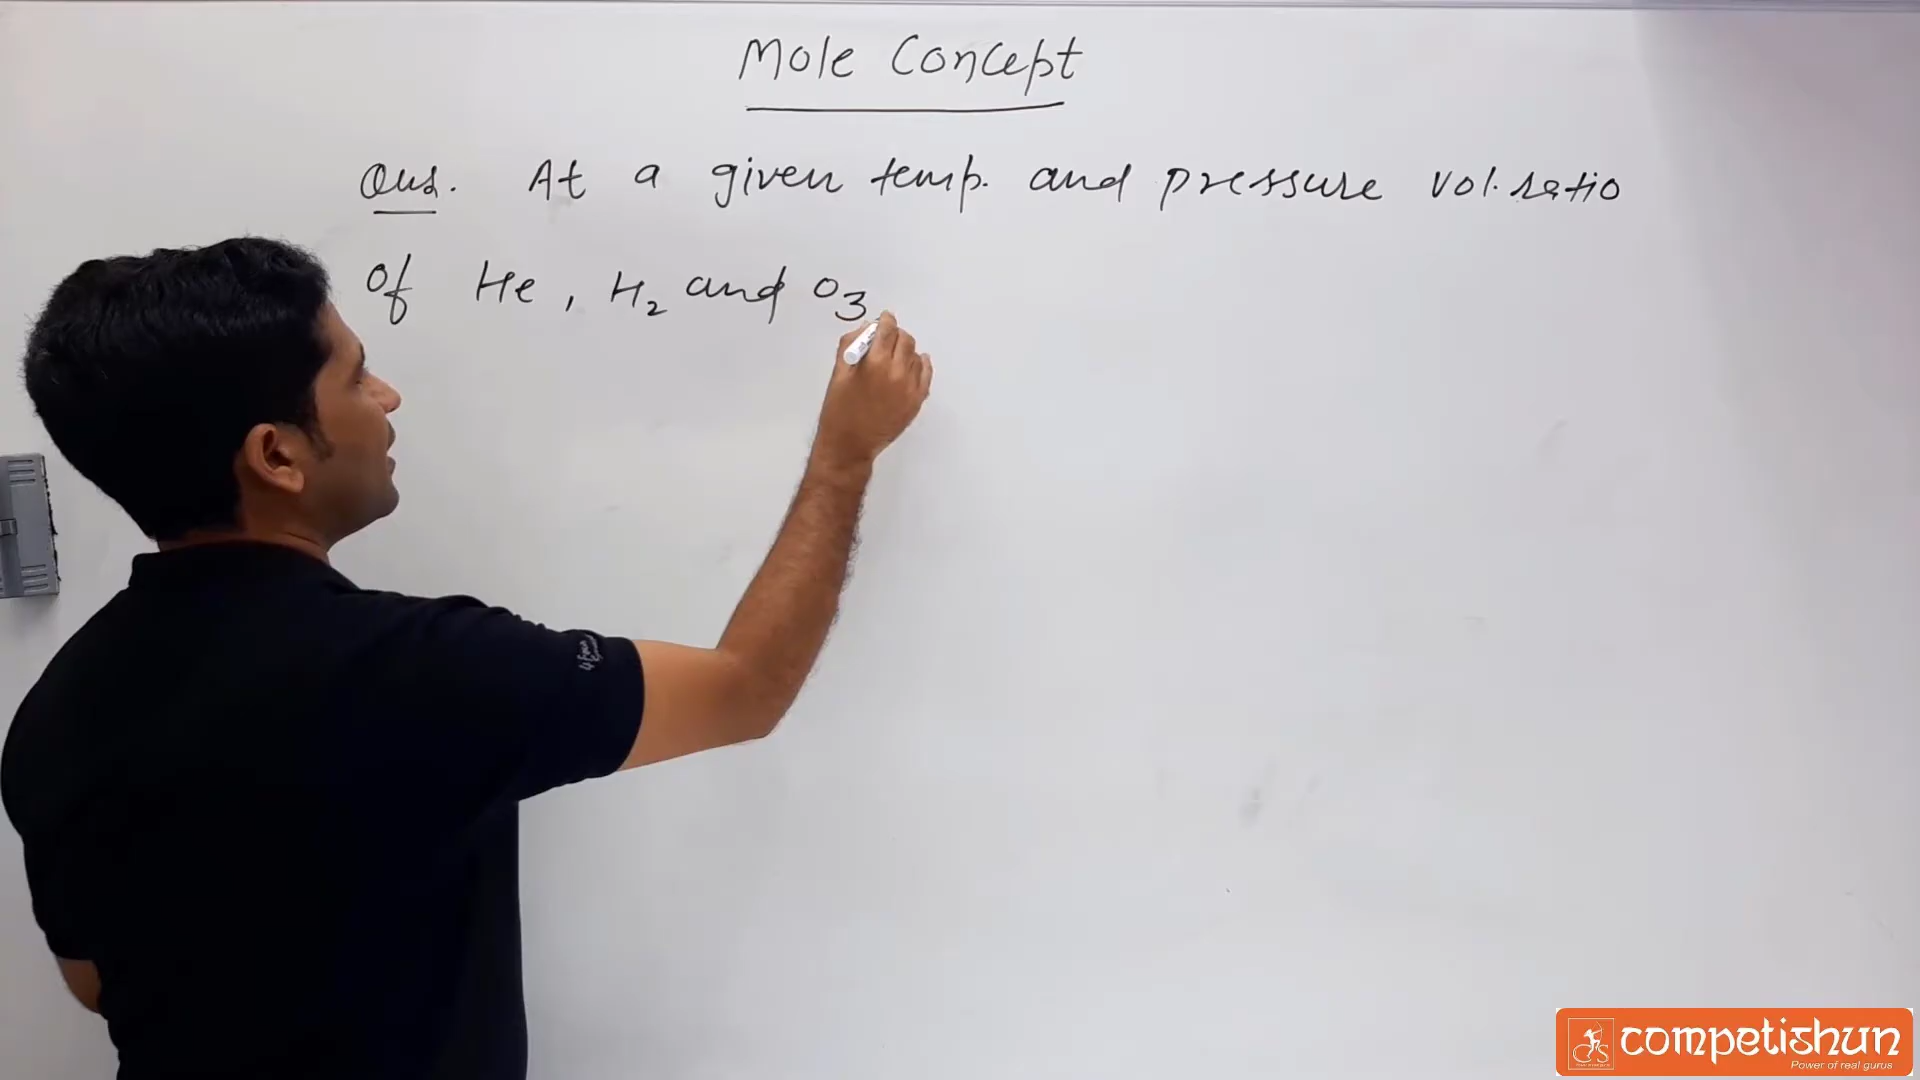 Mole Concept
Ques. At a given temp. and pressure vol. ratio
of He, H₂ and O₃
competishun
Power of real gurus